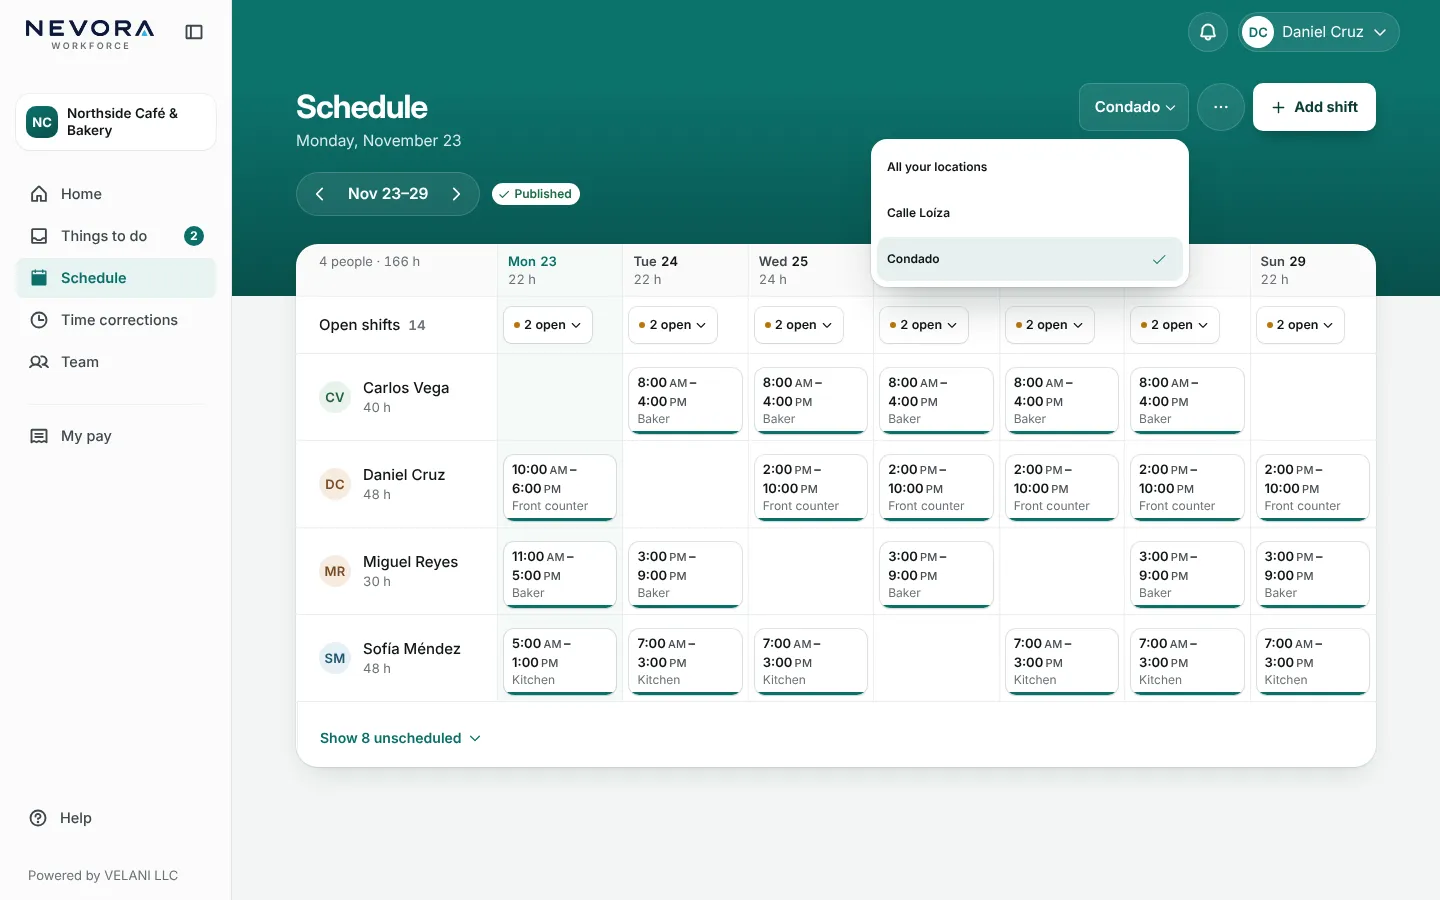 NEVORA
WORKFORCE
NC
Northside Café &
Bakery
Home
Things to do
2
Schedule
Time corrections
Team
My pay
Help
Powered by VELANI LLC
DC
Daniel Cruz
Schedule
Monday, November 23
Condado
···
+ Add shift
Nov 23–29
Published
All your locations
Calle Loíza
Condado
4 people · 166 h
Mon 23
22 h
Tue 24
22 h
Wed 25
24 h
Sun 29
22 h
Open shifts 14
2 open
2 open
2 open
2 open
2 open
2 open
2 open
CV
Carlos Vega
40 h
8:00 AM –
4:00 PM
Baker
8:00 AM –
4:00 PM
Baker
8:00 AM –
4:00 PM
Baker
8:00 AM –
4:00 PM
Baker
8:00 AM –
4:00 PM
Baker
DC
Daniel Cruz
48 h
10:00 AM –
6:00 PM
Front counter
2:00 PM –
10:00 PM
Front counter
2:00 PM –
10:00 PM
Front counter
2:00 PM –
10:00 PM
Front counter
2:00 PM –
10:00 PM
Front counter
2:00 PM –
10:00 PM
Front counter
MR
Miguel Reyes
30 h
11:00 AM –
5:00 PM
Baker
3:00 PM –
9:00 PM
Baker
3:00 PM –
9:00 PM
Baker
3:00 PM –
9:00 PM
Baker
3:00 PM –
9:00 PM
Baker
SM
Sofía Méndez
48 h
5:00 AM –
1:00 PM
Kitchen
7:00 AM –
3:00 PM
Kitchen
7:00 AM –
3:00 PM
Kitchen
7:00 AM –
3:00 PM
Kitchen
7:00 AM –
3:00 PM
Kitchen
7:00 AM –
3:00 PM
Kitchen
Show 8 unscheduled